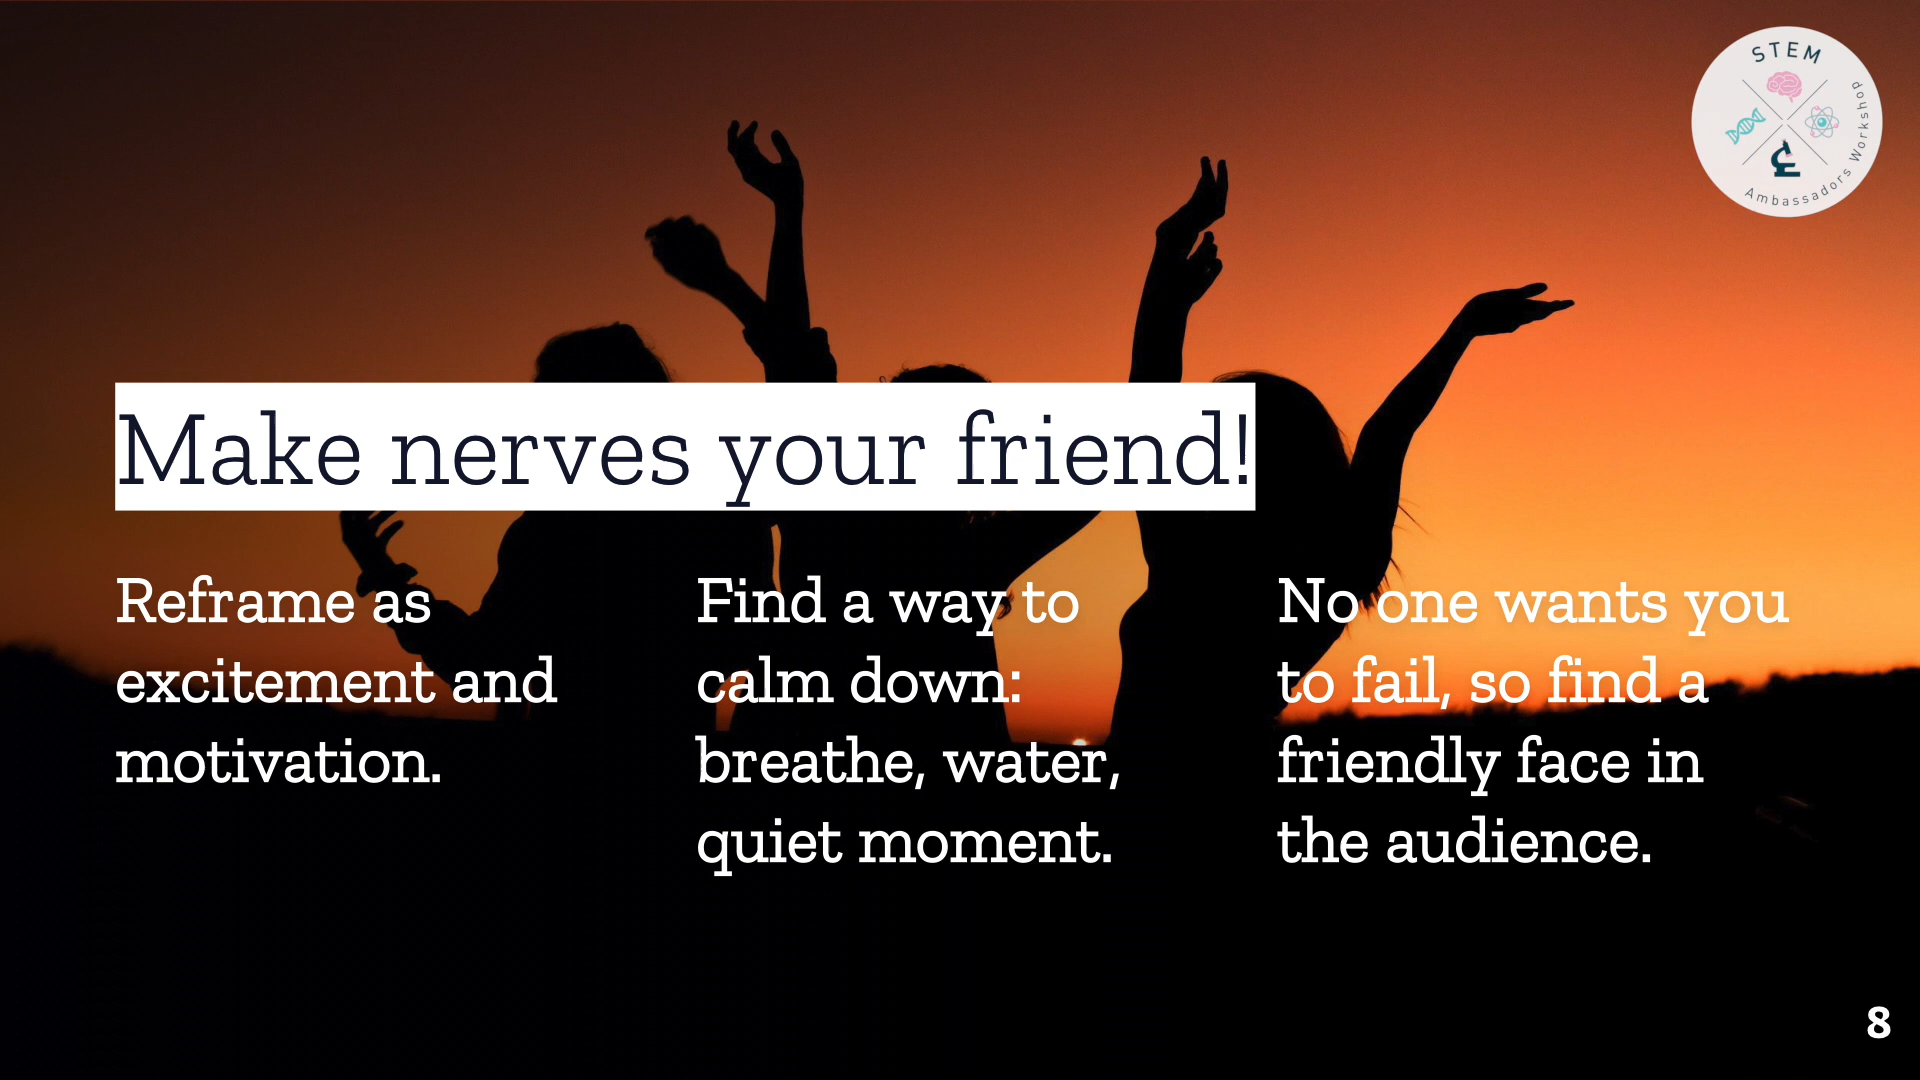 STEM
Ambassadors Workshop
Make nerves your friend!
Reframe as
excitement and
motivation.
Find a way to
calm down:
breathe, water,
quiet moment.
No one wants you
to fail, so find a
friendly face in
the audience.
8